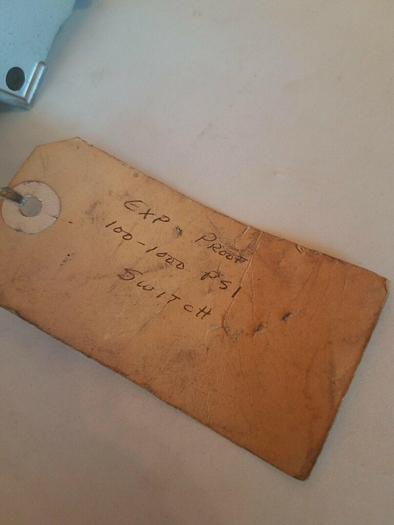 EXP. PROOF
100-1000 PSI
SWITCH